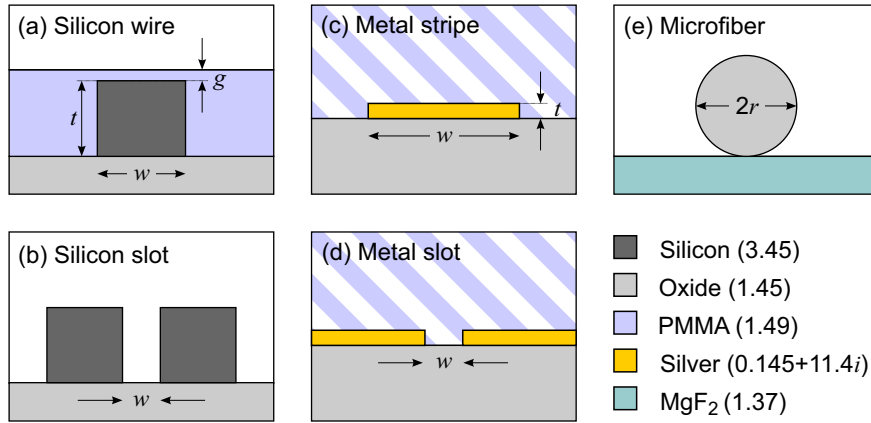 (a) Silicon wire
g
t
w
(b) Silicon slot
w
(c) Metal stripe
t
w
(d) Metal slot
w
(e) Microfiber
2r
Silicon (3.45)
Oxide (1.45)
PMMA (1.49)
Silver (0.145+11.4i)
MgF₂ (1.37)